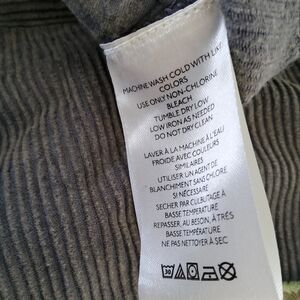 MACHINE WASH COLD WITH LIKE
COLORS
USE ONLY NON-CHLORINE
BLEACH
TUMBLE DRY LOW
LOW IRON AS NEEDED
DO NOT DRY CLEAN
LAVER À LA MACHINE À L'EAU
FROIDE AVEC COULEURS
SIMILAIRES
UTILISER UN AGENT DE
BLANCHIMENT SANS CHLORE
SI NÉCESSAIRE
SECHER PAR CULBUTAGE À
BASSE TEMPÉRATURE
REPASSER, AU BESOIN, À TRÈS
BASSE TEMPÉRATURE
NE PAS NETTOYER À SEC